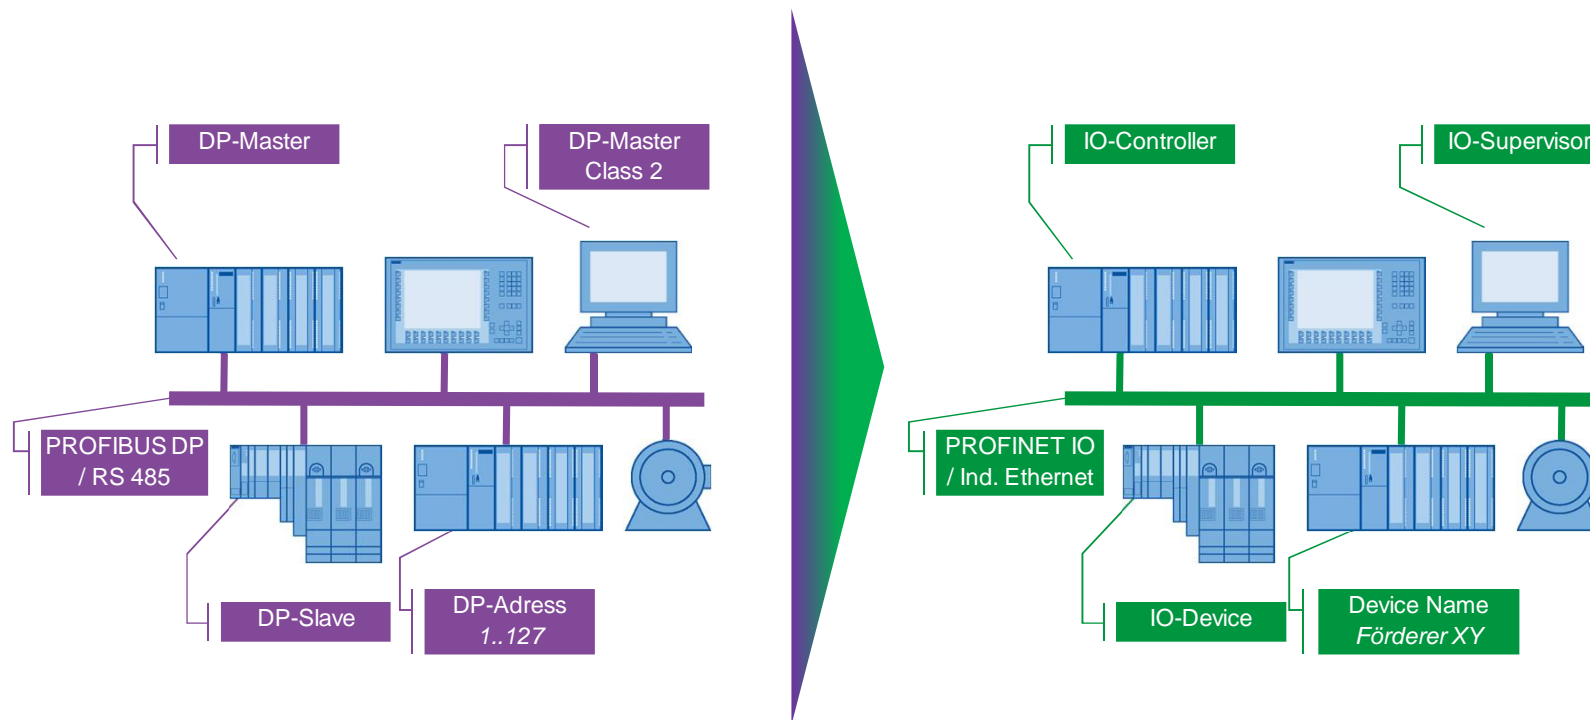 DP-Master
DP-Master
Class 2
PROFIBUS DP
/ RS 485
DP-Slave
DP-Adress
1..127
IO-Controller
IO-Supervisor
PROFINET IO
/ Ind. Ethernet
IO-Device
Device Name
Förderer XY